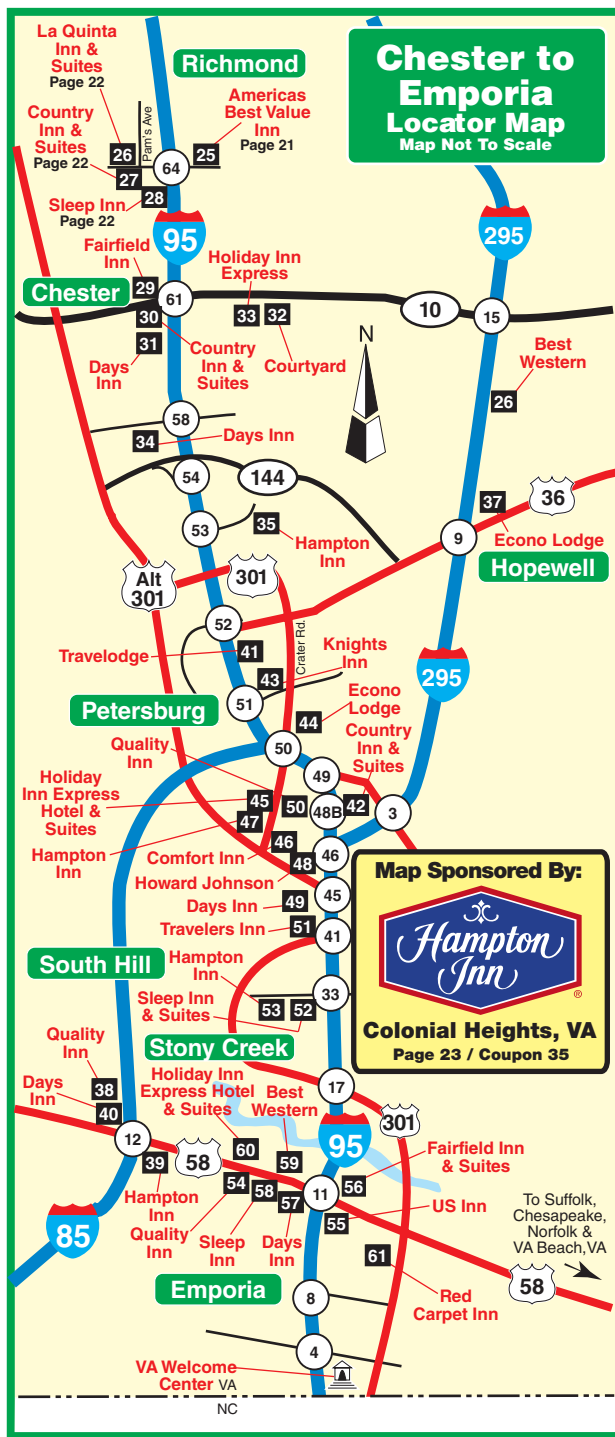 Chester to
Emporia
Locator Map
Map Not To Scale
La Quinta
Inn &
Suites
Page 22
Richmond
Country
Inn &
Suites
Page 22
Pam's Ave
Americas
Best Value
Inn
Page 21
26
25
64
27
28
Sleep Inn
Page 22
95
295
Fairfield
Inn
Holiday Inn
Express
29
Chester
61
10
15
30
33
32
31
Days
Inn
Country
Inn &
Suites
Courtyard
N
Best
Western
26
58
34
Days Inn
54
144
53
35
Hampton
Inn
37
36
9
Econo Lodge
Hopewell
Alt
301
301
52
Crater Rd.
Travelodge
41
43
Knights
Inn
295
51
Petersburg
44
Econo
Lodge
50
Quality
Inn
Country
Inn &
Suites
49
Holiday
Inn Express
Hotel &
Suites
45
50
48B
42
3
47
Hampton
Inn
46
Comfort Inn
48
46
Howard Johnson
45
Days Inn
49
Travelers Inn
51
41
Map Sponsored By:
Hampton
Inn
®
Colonial Heights, VA
Page 23 / Coupon 35
South Hill
Hampton
Inn
Sleep Inn
& Suites
53
52
33
Stony Creek
17
Quality
Inn
38
Days
Inn
40
12
Holiday Inn
Express Hotel
& Suites
Best
Western
95
301
60
59
Fairfield Inn
& Suites
39
58
54
58
57
11
56
55
US Inn
Hampton
Inn
Quality
Inn
Sleep
Inn
Days
Inn
To Suffolk,
Chesapeake,
Norfolk &
VA Beach,VA
85
61
58
Emporia
Red
Carpet Inn
8
4
VA Welcome
Center VA
NC